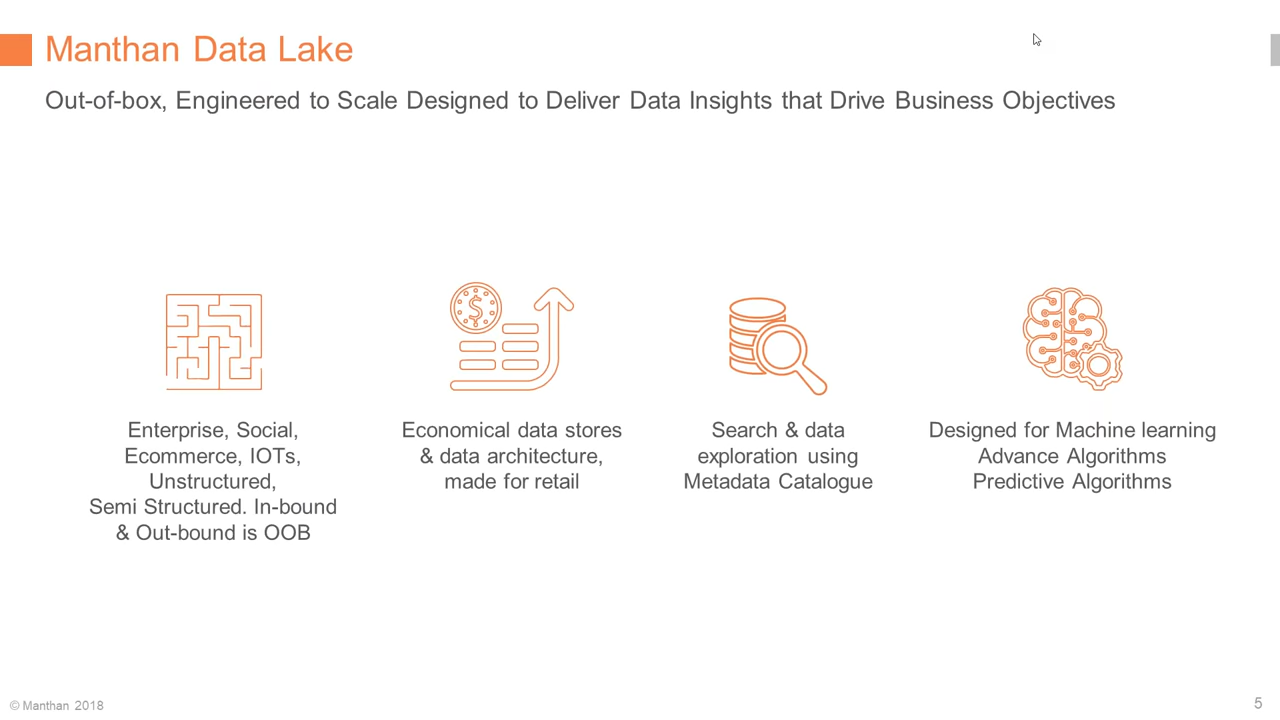 Manthan Data Lake
Out-of-box, Engineered to Scale Designed to Deliver Data Insights that Drive Business Objectives
$
Enterprise, Social,
Ecommerce, IOTs,
Unstructured,
Semi Structured. In-bound
& Out-bound is OOB
Economical data stores
& data architecture,
made for retail
Search & data
exploration using
Metadata Catalogue
Designed for Machine learning
Advance Algorithms
Predictive Algorithms
© Manthan 2018
5